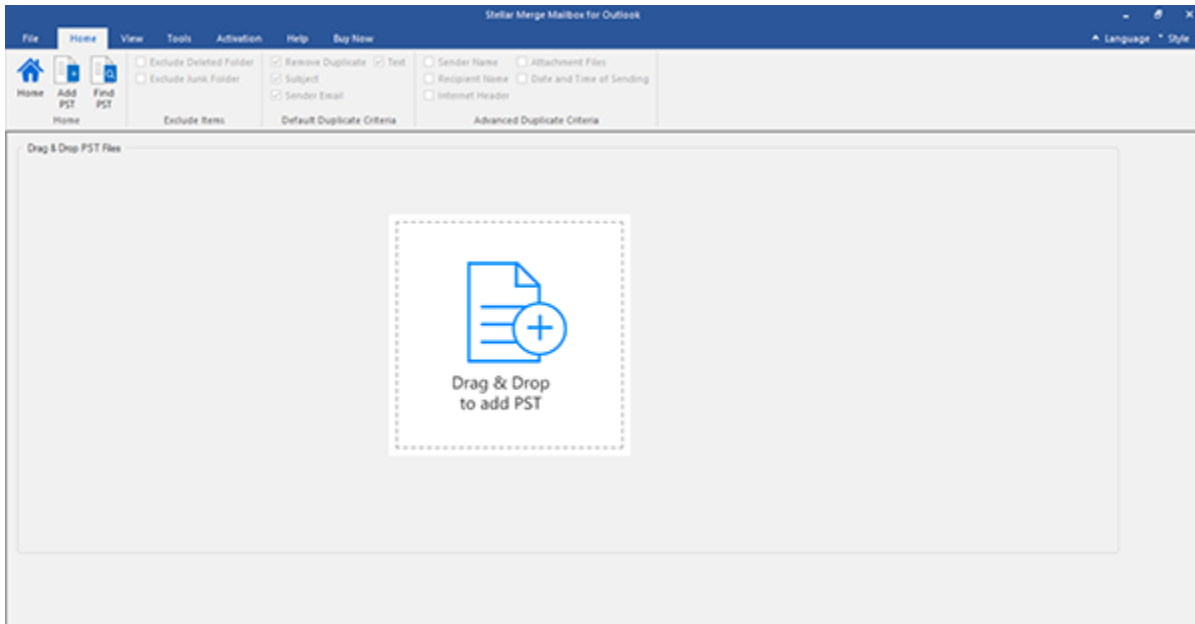 Stellar Merge Mailbox for Outlook
File Home View Tools Activation Help Buy Now Language Style
Exclude Deleted Folder Remove Duplicate Text Sender Name Attachment Files
Exclude Junk Folder Subject Recipient Name Date and Time of Sending
Home Add PST Find PST Sender Email Internet Header
Home Exclude Items Default Duplicate Criteria Advanced Duplicate Criteria
Drag & Drop PST Files
Drag & Drop
to add PST